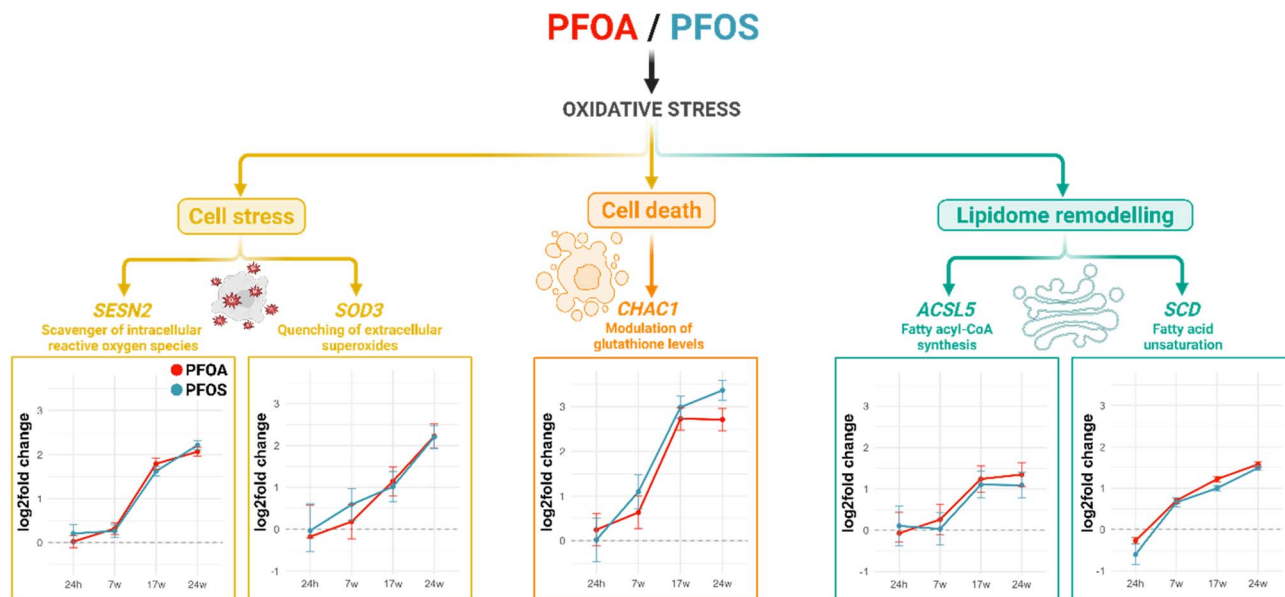 PFOA / PFOS
OXIDATIVE STRESS
Cell stress
Cell death
Lipidome remodelling
SESN2
Scavenger of intracellular
reactive oxygen species
SOD3
Quenching of extracellular
superoxides
CHAC1
Modulation of
glutathione levels
ACSL5
Fatty acyl-CoA
synthesis
SCD
Fatty acid
unsaturation
PFOA
PFOS
log2fold change
3
2
1
0
24h 7w 17w 24w
log2fold change
3
2
1
0
-1
24h 7w 17w 24w
log2fold change
3
2
1
0
24h 7w 17w 24w
log2fold change
3
2
1
0
-1
24h 7w 17w 24w
log2fold change
3
2
1
0
-1
24h 7w 17w 24w